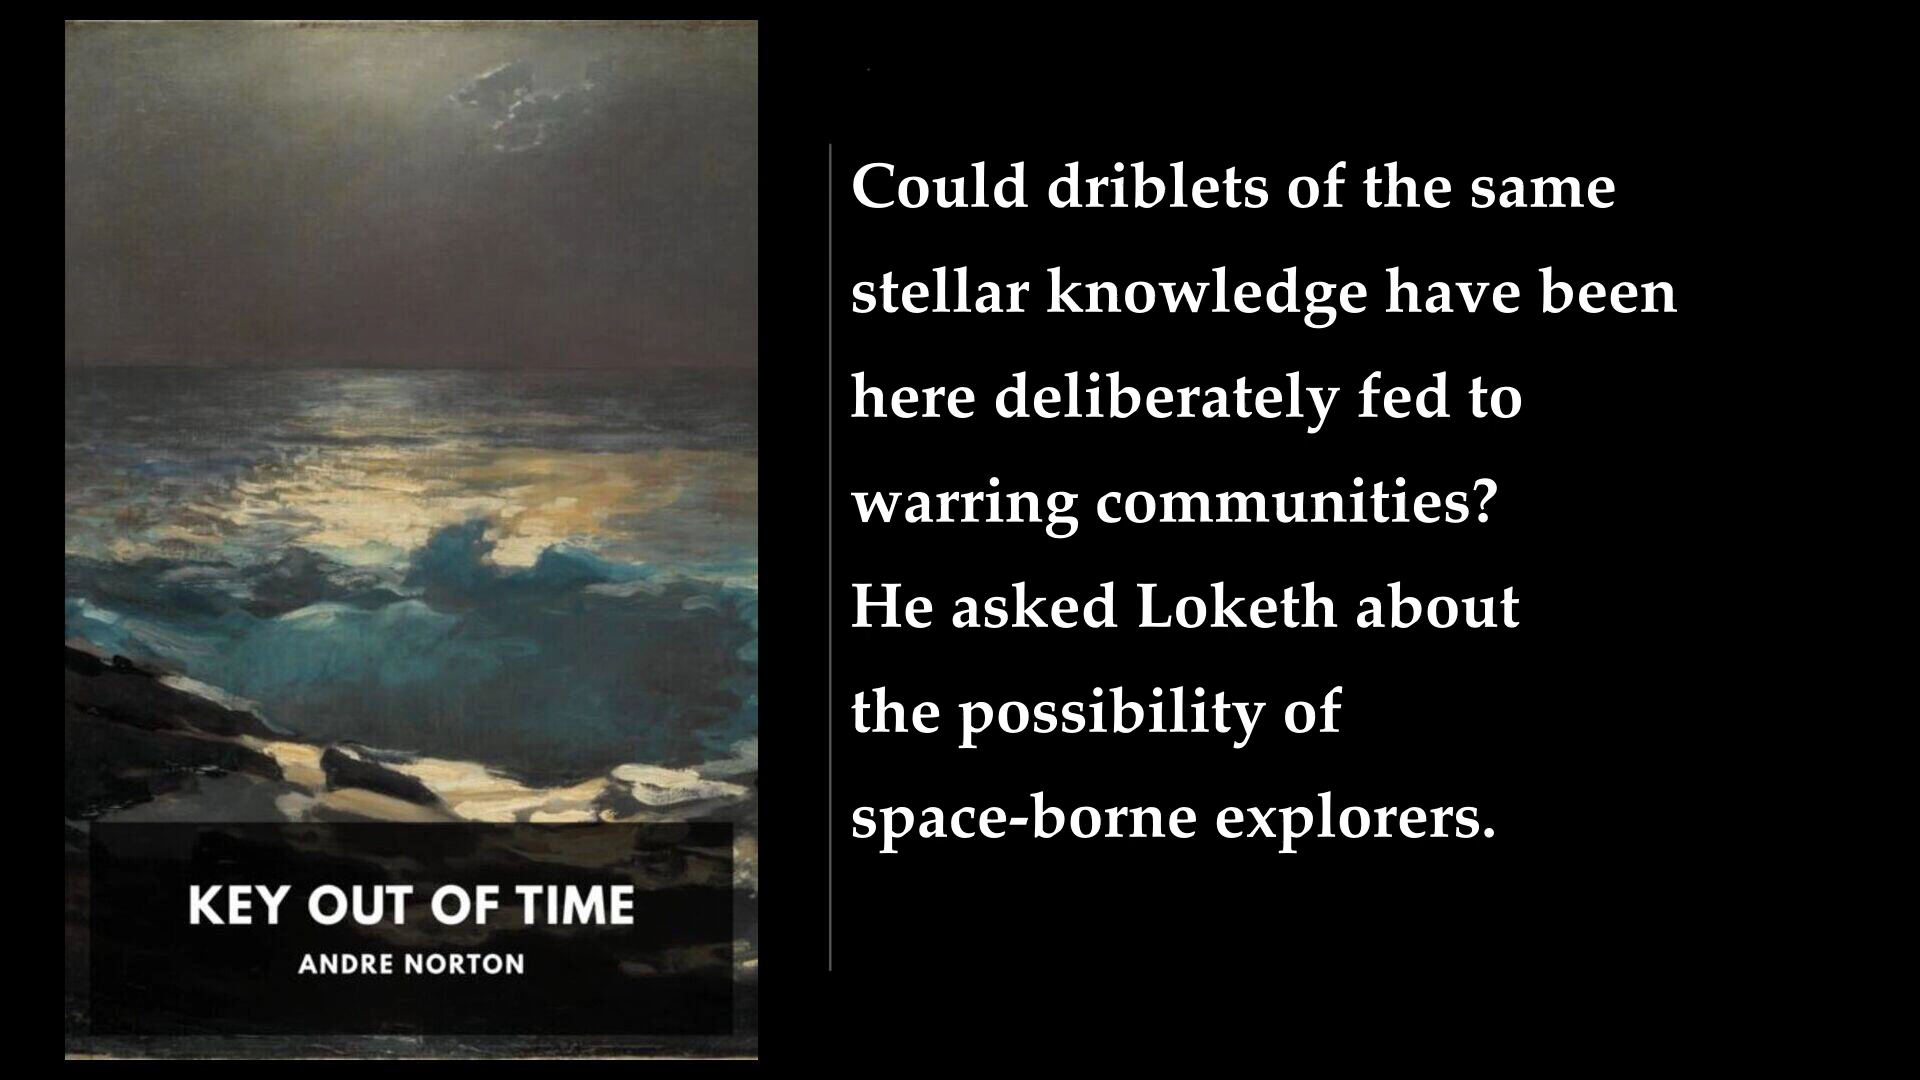 KEY OUT OF TIME
ANDRE NORTON
Could driblets of the same
stellar knowledge have been
here deliberately fed to
warring communities?
He asked Loketh about
the possibility of
space-borne explorers.